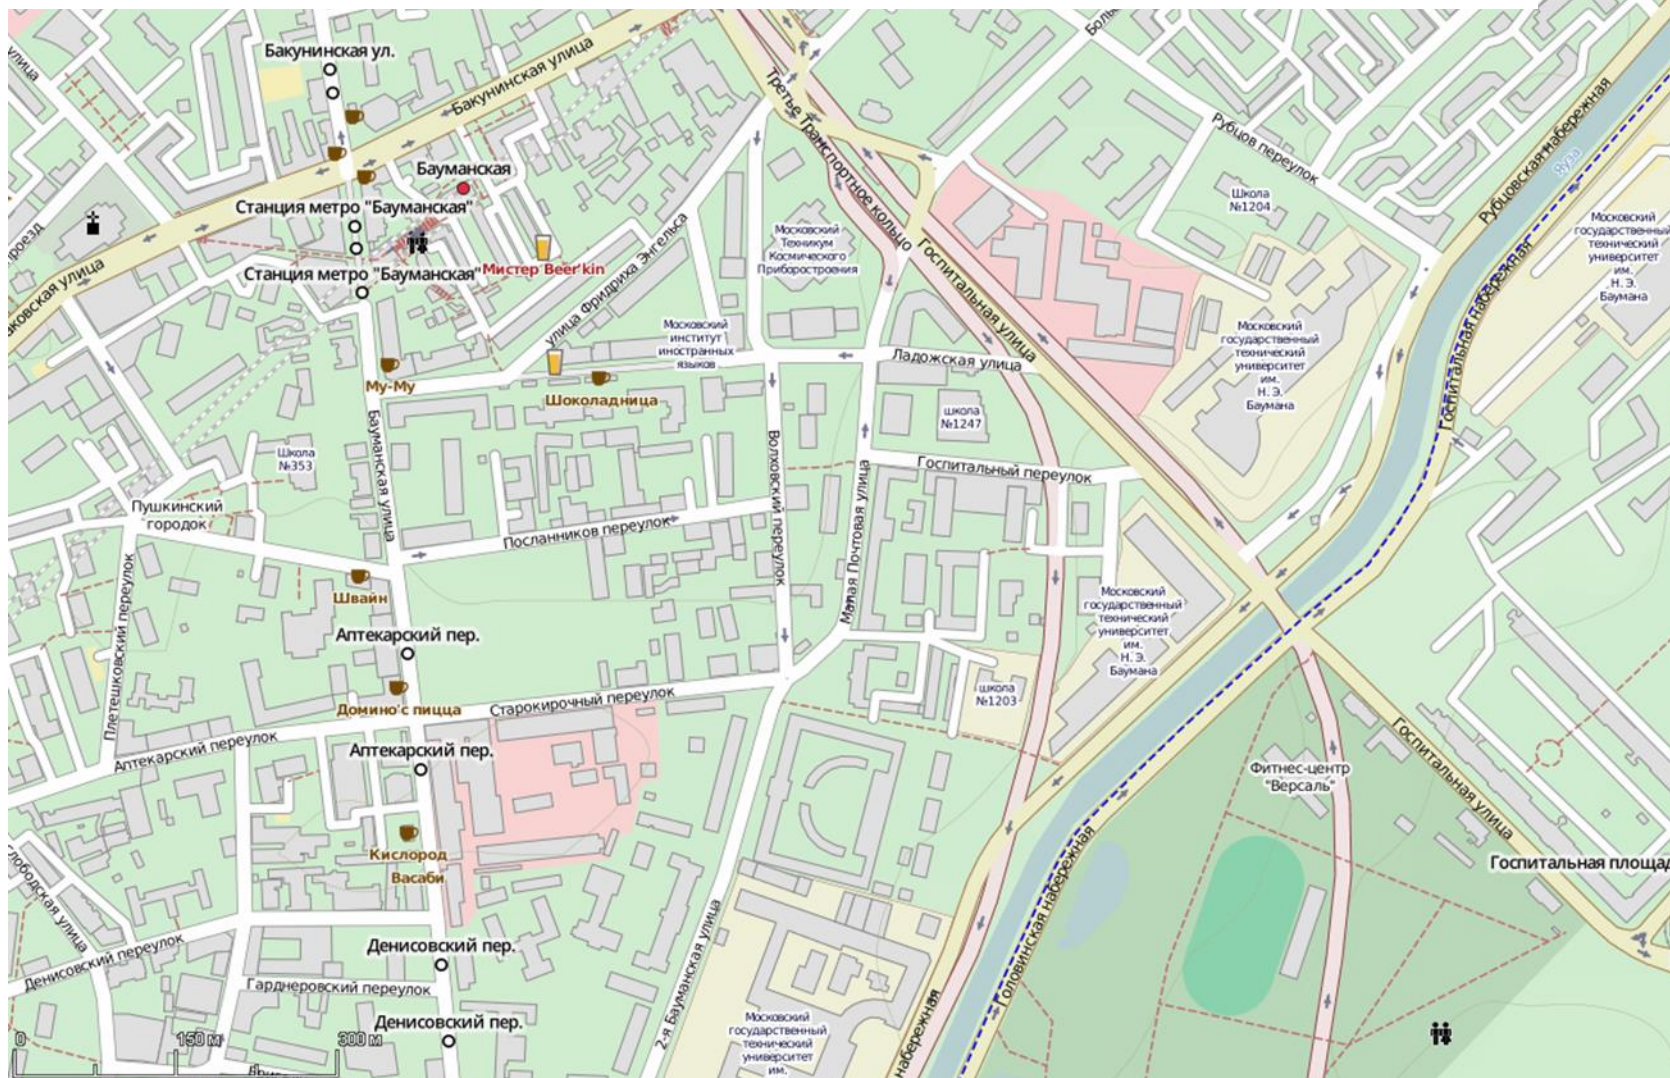 Бакунинская ул.
Бакунинская улица
улица
Третье Транспортное кольцо
Рубцов переулок
Рубцовская набережная
Яуза
Бауманская
Станция метро "Бауманская"
Станция метро "Бауманская"
Мистер Beer'kin
улица Фридриха Энгельса
Московский
Техникум
Космического
Приборостроения
Школа
№1204
Московский
государственный
технический
университет
им.
Н. Э.
Баумана
Госпитальная улица
Московский
государственный
технический
университет
им.
Н. Э.
Баумана
Госпитальная набережная
Госпитальная набережная
Московский
институт
иностранных
языков
Ладожская улица
Му-Му
Шоколадница
школа
№1247
Бауманская улица
Школа
№353
Волховский переулок
Госпитальный переулок
Малая Почтовая улица
Пушкинский
городок
Посланников переулок
Швайн
Плетешковский переулок
Аптекарский пер.
Московский
государственный
технический
университет
им.
Н. Э.
Баумана
Домино'с пицца
Старокирочный переулок
школа
№1203
Аптекарский переулок
Аптекарский пер.
Фитнес-центр
"Версаль"
Госпитальная улица
Кислород
Васаби
Госпитальная площад
Головинская набережная
2-я Бауманская улица
Денисовский переулок
Денисовский пер.
Гарднеровский переулок
Денисовский пер.
набережная
Московский
государственный
технический
университет
им.
0 150 м 300 м